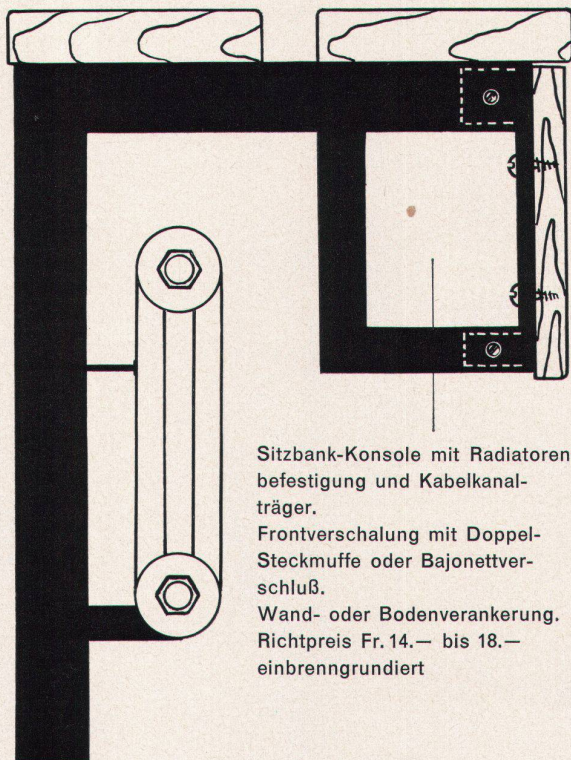 Sitzbank-Konsole mit Radiatoren
befestigung und Kabelkanal-
träger.
Frontverschalung mit Doppel-
Steckmuffe oder Bajonettver-
schluß.
Wand- oder Bodenverankerung.
Richtpreis Fr. 14.— bis 18.—
einbrenngrundiert